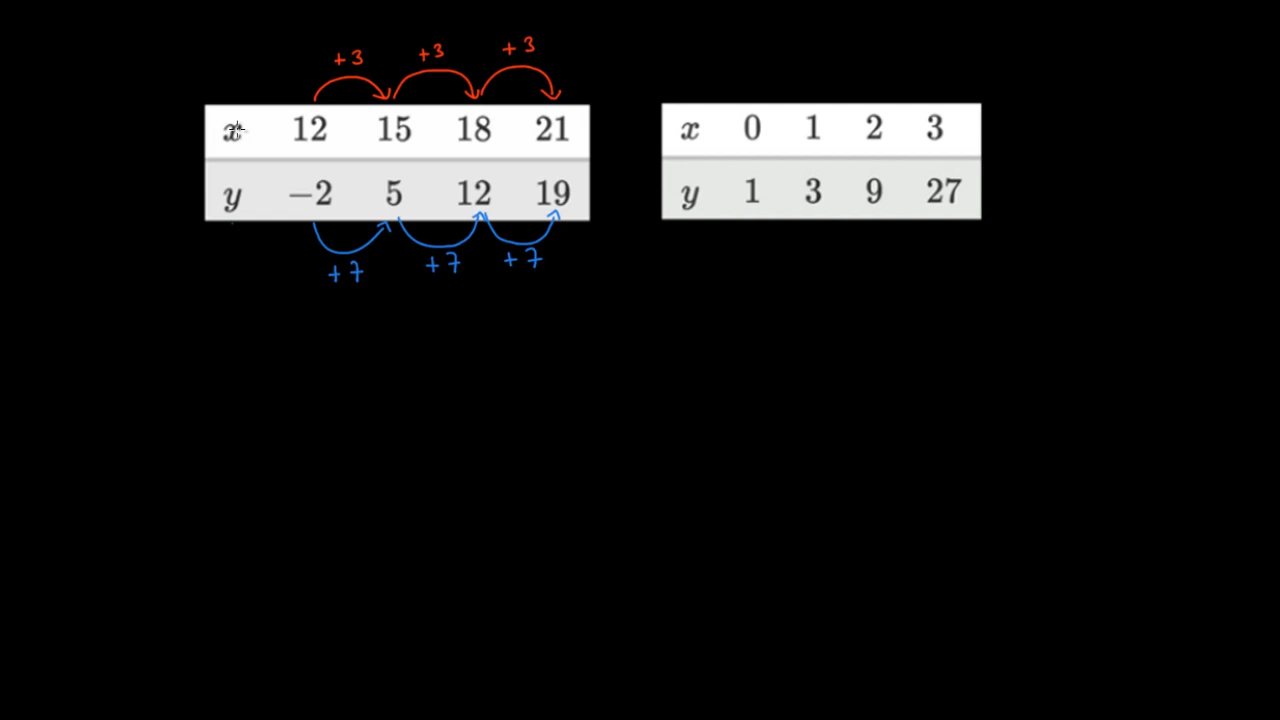 +3 +3 +3
x 12 15 18 21
y −2 5 12 19
+7 +7 +7
x 0 1 2 3
y 1 3 9 27